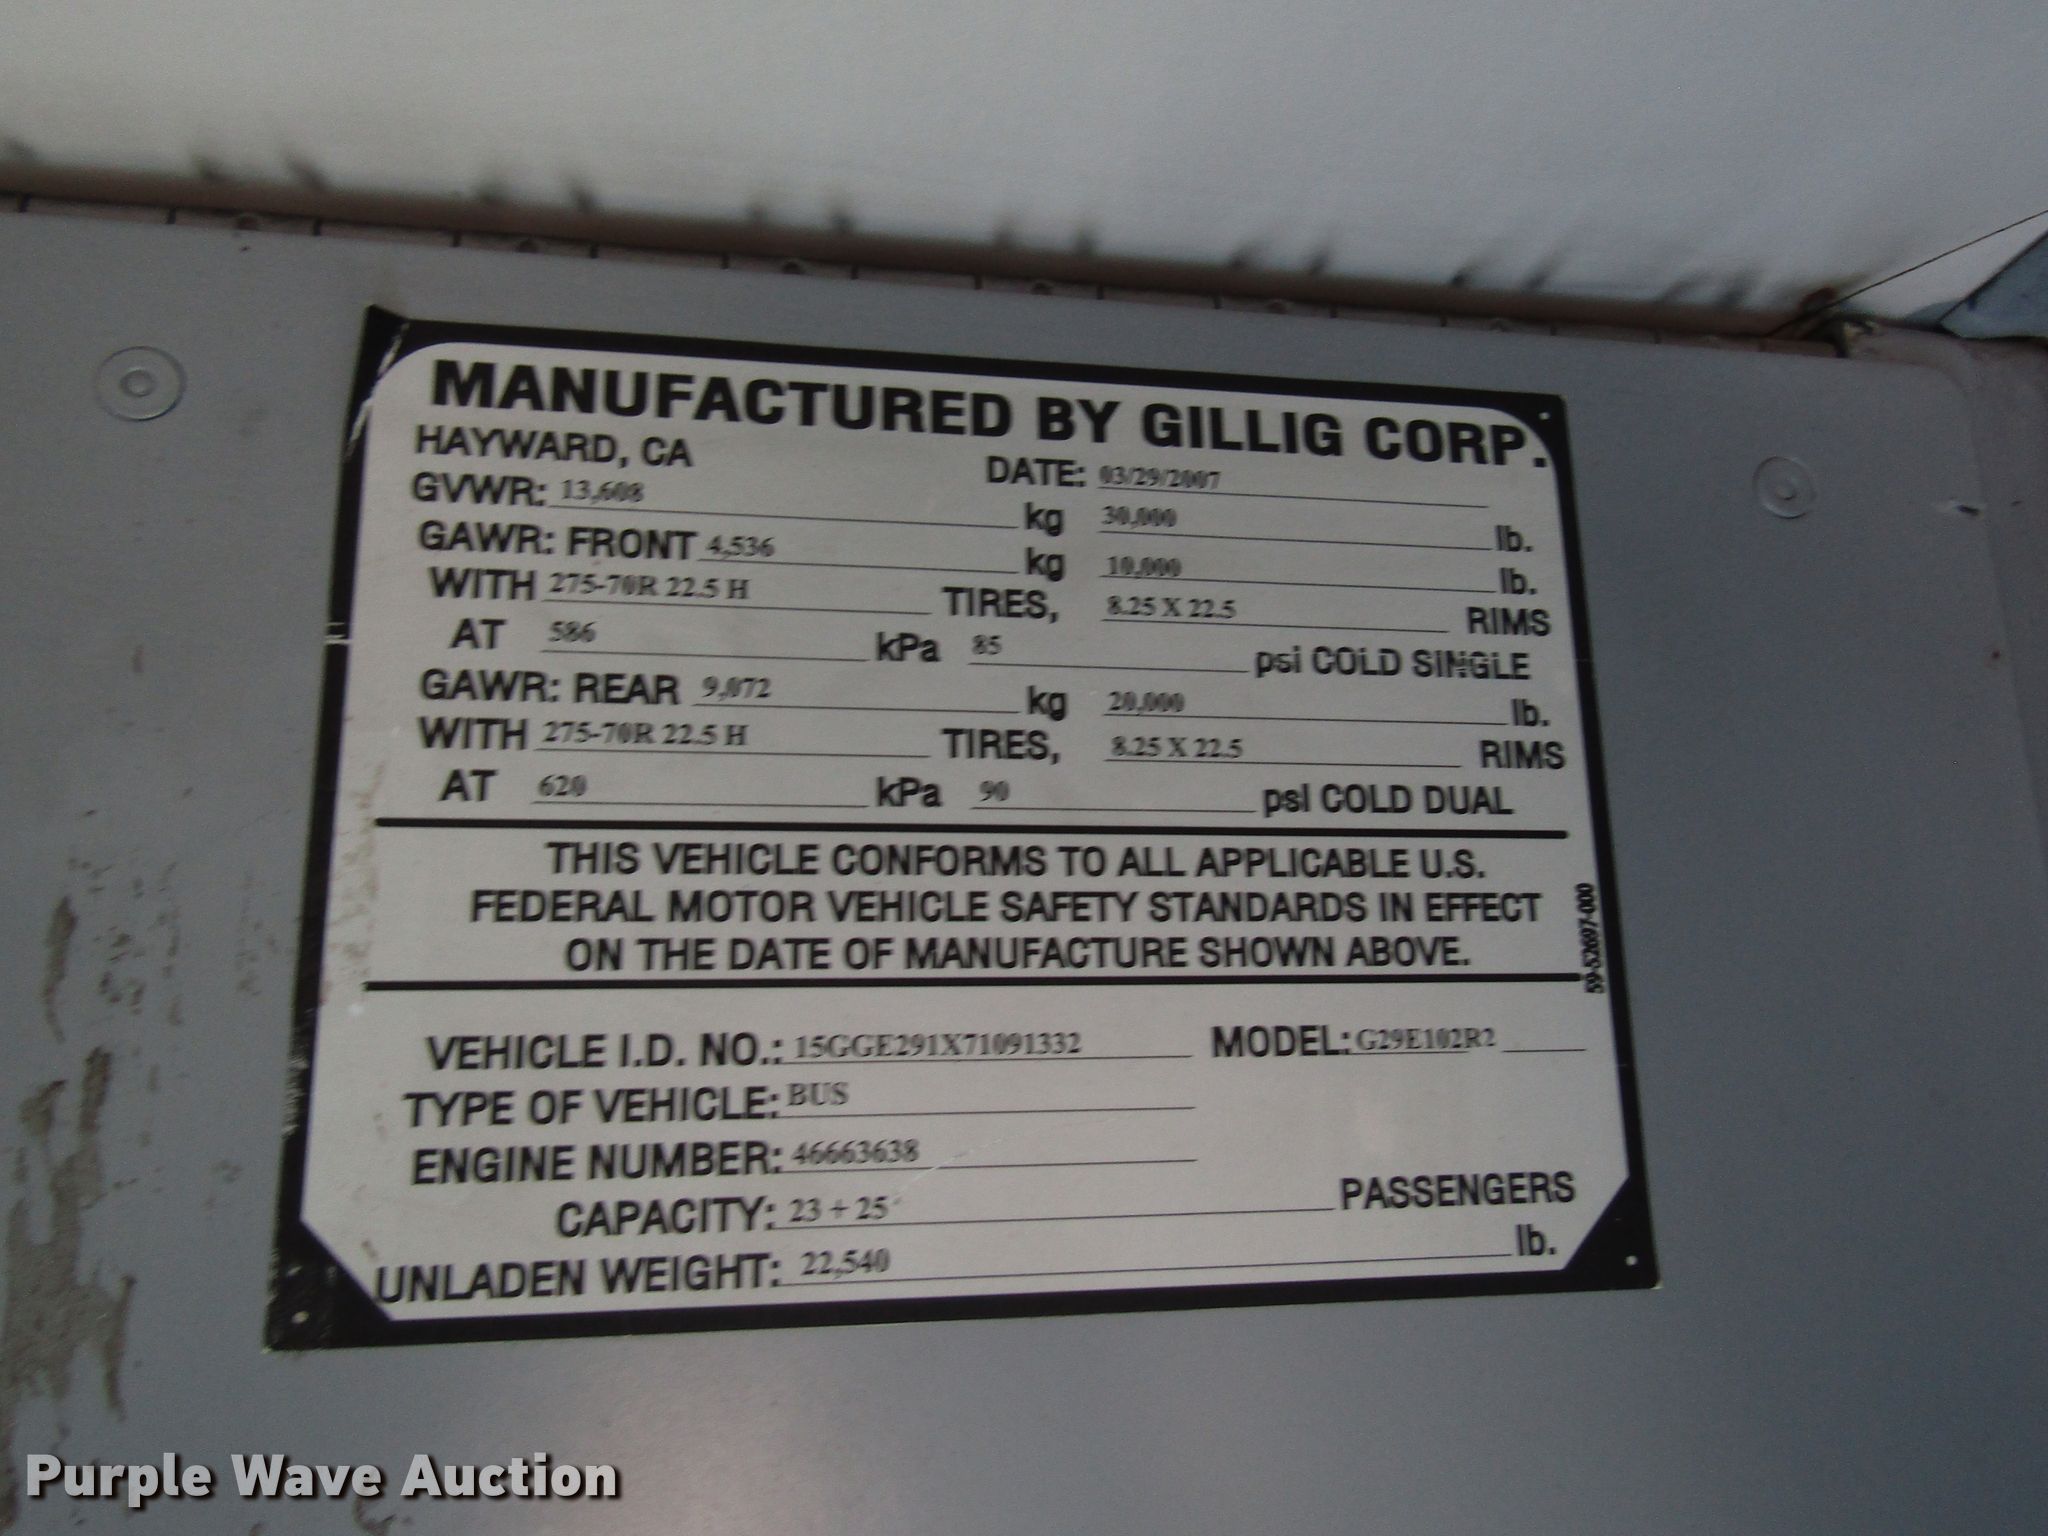 MANUFACTURED BY GILLIG CORP.
HAYWARD, CA DATE: 03/29/2007
GVWR: 13,608 kg 30,000 lb.
GAWR: FRONT 4,536 kg 10,000 lb.
WITH 275-70R 22.5 H TIRES, 8.25 X 22.5 RIMS
AT 586 kPa 85 psi COLD SINGLE
GAWR: REAR 9,072 kg 20,000 lb.
WITH 275-70R 22.5 H TIRES, 8.25 X 22.5 RIMS
AT 620 kPa 90 psi COLD DUAL
THIS VEHICLE CONFORMS TO ALL APPLICABLE U.S.
FEDERAL MOTOR VEHICLE SAFETY STANDARDS IN EFFECT
ON THE DATE OF MANUFACTURE SHOWN ABOVE.
59-52697-000
VEHICLE I.D. NO.: 15GGE291X71091332 MODEL: G29E102R2
TYPE OF VEHICLE: BUS
ENGINE NUMBER: 46663638
CAPACITY: 23 + 25 PASSENGERS
UNLADEN WEIGHT: 22,540 lb.
Purple Wave Auction